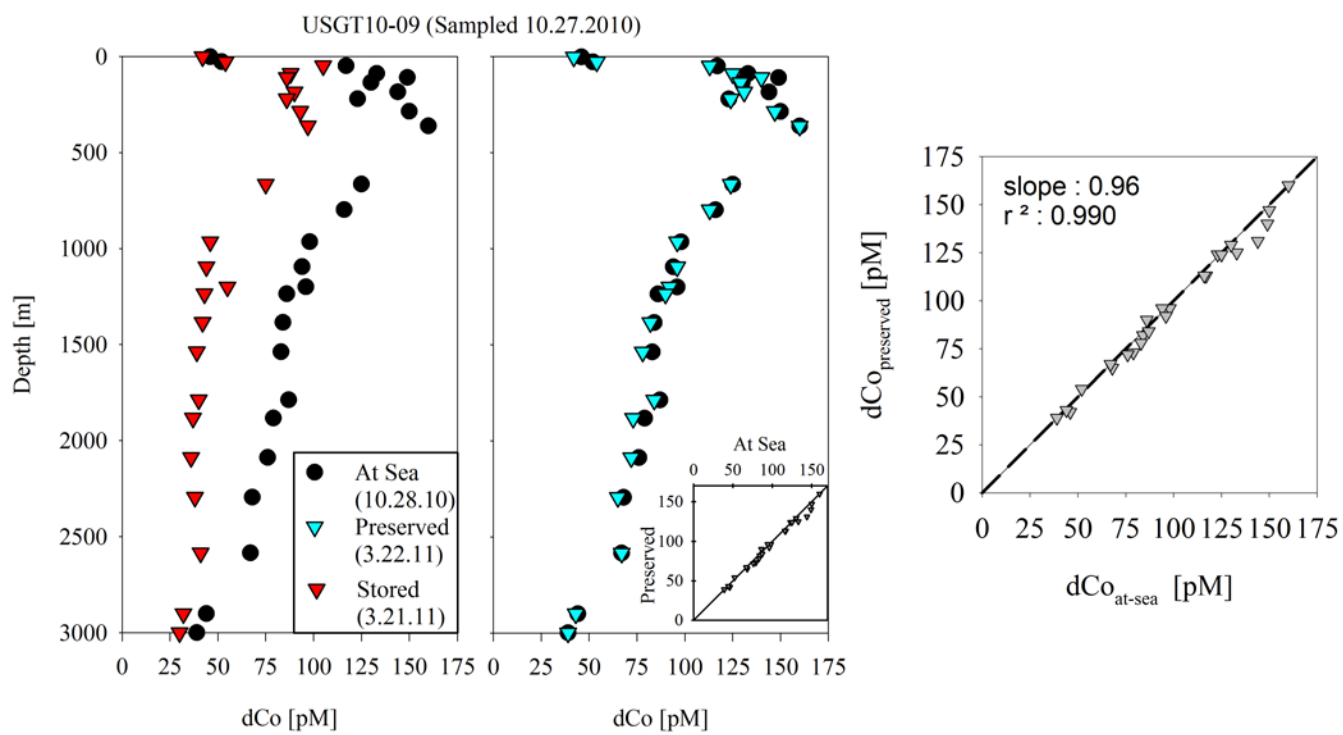 USGT10-09 (Sampled 10.27.2010)
Depth [m]
0
500
1000
1500
2000
2500
3000
0 25 50 75 100 125 150 175
dCo [pM]
At Sea
(10.28.10)
Preserved
(3.22.11)
Stored
(3.21.11)
0 25 50 75 100 125 150 175
dCo [pM]
At Sea
0 50 100 150
Preserved
150
100
50
0
slope : 0.96
r ² : 0.990
dCopreserved [pM]
175
150
125
100
75
50
25
0
0 25 50 75 100 125 150 175
dCoat-sea [pM]